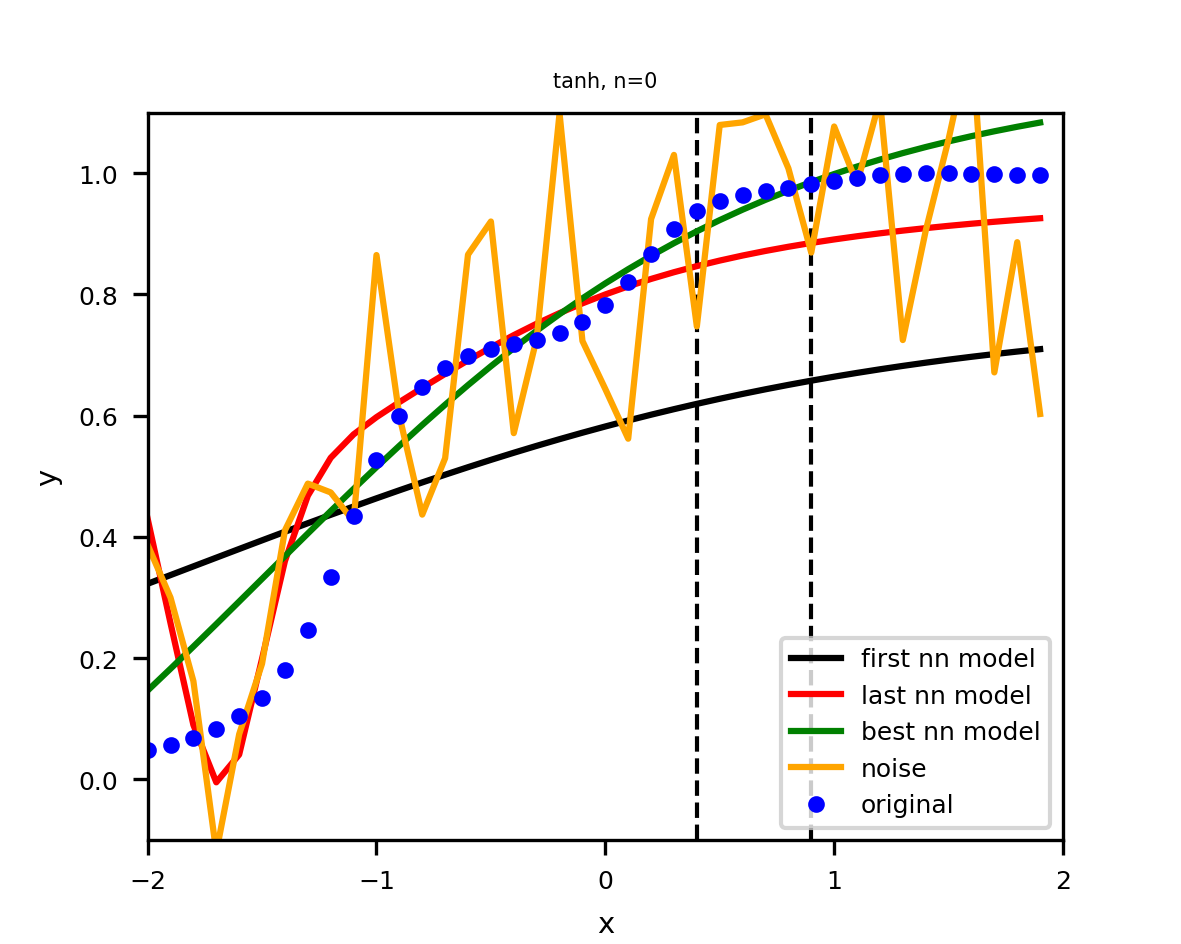 tanh, n=0
y
1.0
0.8
0.6
0.4
0.2
0.0
−2
−1
0
1
2
x
first nn model
last nn model
best nn model
noise
original